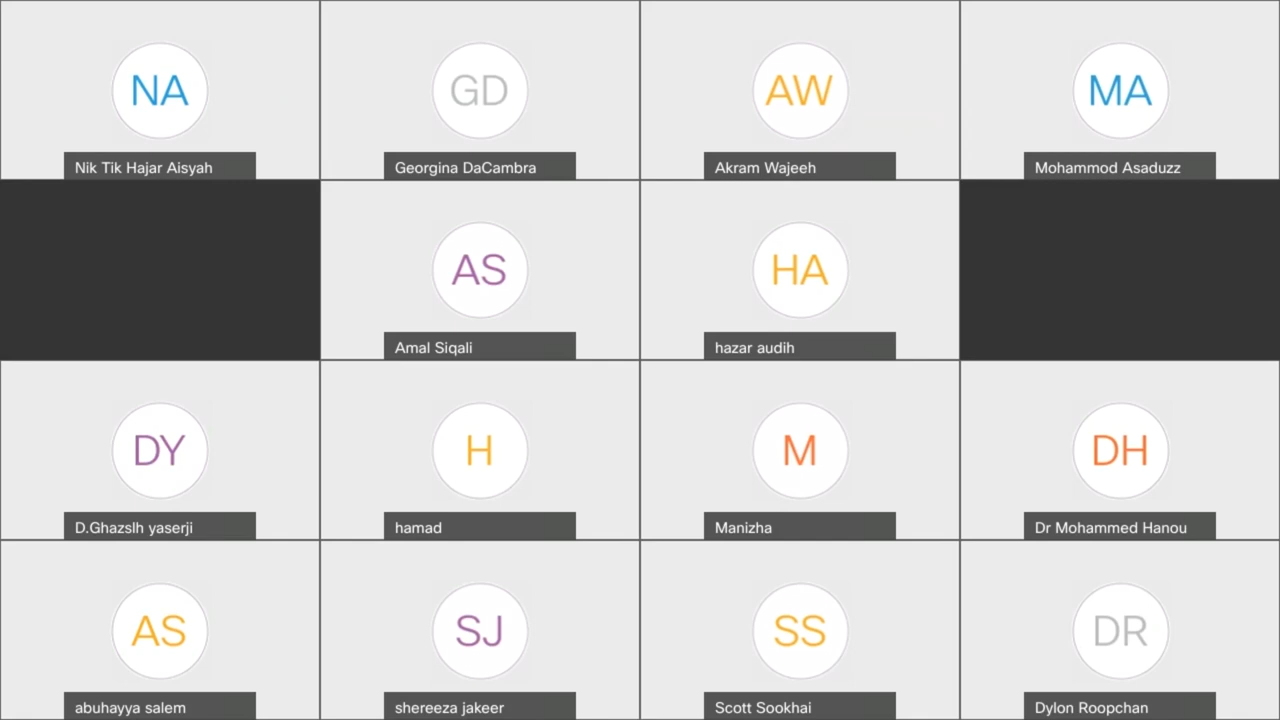 NA
GD
AW
MA
Nik Tik Hajar Aisyah
Georgina DaCambra
Akram Wajeeh
Mohammod Asaduzz
AS
HA
Amal Siqali
hazar audih
DY
H
M
DH
D.Ghazslh yaserji
hamad
Manizha
Dr Mohammed Hanou
AS
SJ
SS
DR
abuhayya salem
shereeza jakeer
Scott Sookhai
Dylon Roopchan